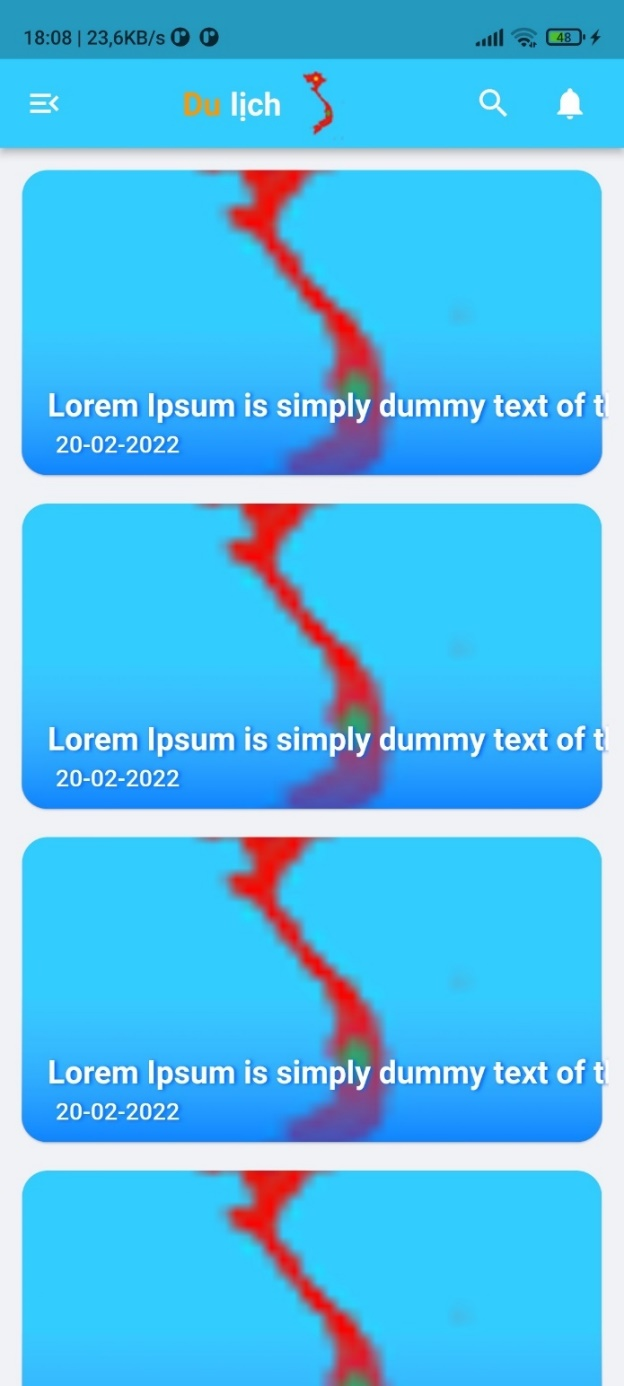 18:08 | 23,6KB/s
48
Du lịch
Lorem Ipsum is simply dummy text of t
20-02-2022
Lorem Ipsum is simply dummy text of t
20-02-2022
Lorem Ipsum is simply dummy text of t
20-02-2022